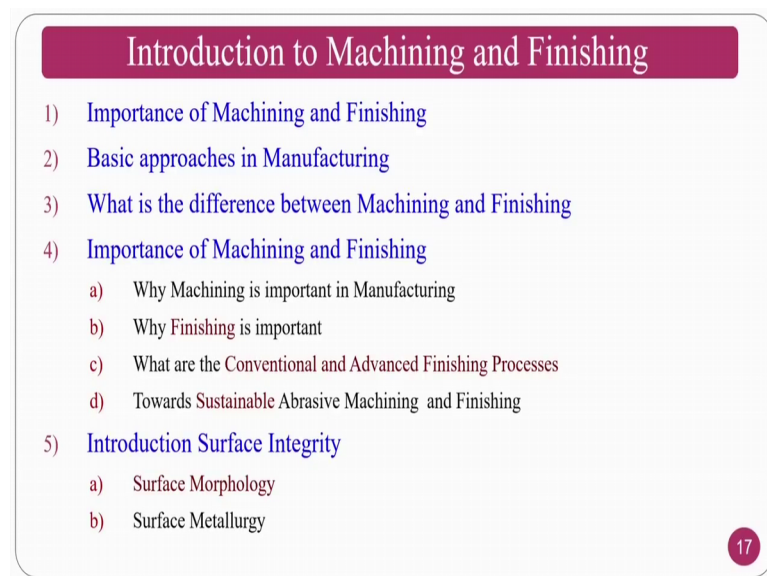 Introduction to Machining and Finishing
1) Importance of Machining and Finishing
2) Basic approaches in Manufacturing
3) What is the difference between Machining and Finishing
4) Importance of Machining and Finishing
a) Why Machining is important in Manufacturing
b) Why Finishing is important
c) What are the Conventional and Advanced Finishing Processes
d) Towards Sustainable Abrasive Machining and Finishing
5) Introduction Surface Integrity
a) Surface Morphology
b) Surface Metallurgy
17